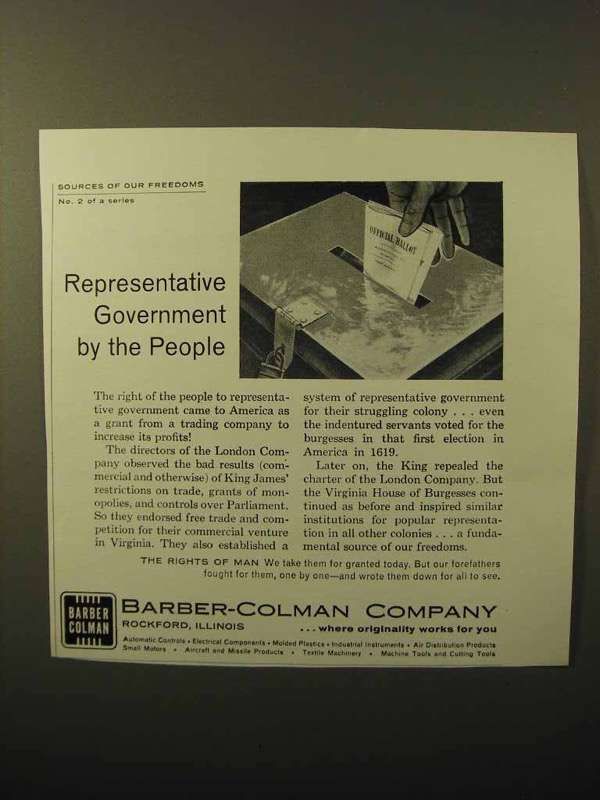 SOURCES OF OUR FREEDOMS
No. 2 of a series
OFFICIAL BALLOT
Representative
Government
by the People
The right of the people to representa-
tive government came to America as
a grant from a trading company to
increase its profits!
The directors of the London Com-
pany observed the bad results (com-
mercial and otherwise) of King James'
restrictions on trade, grants of mon-
opolies, and controls over Parliament.
So they endorsed free trade and com-
petition for their commercial venture
in Virginia. They also established a
system of representative government
for their struggling colony . . . even
the indentured servants voted for the
burgesses in that first election in
America in 1619.
Later on, the King repealed the
charter of the London Company. But
the Virginia House of Burgesses con-
tinued as before and inspired similar
institutions for popular representa-
tion in all other colonies . . . a funda-
mental source of our freedoms.
THE RIGHTS OF MAN We take them for granted today. But our forefathers
fought for them, one by one—and wrote them down for all to see.
BARBER
COLMAN
BARBER-COLMAN COMPANY
ROCKFORD, ILLINOIS . . . where originality works for you
Automatic Controls • Electrical Components • Molded Plastics • Industrial Instruments • Air Distribution Products
Small Motors • Aircraft and Missile Products • Textile Machinery • Machine Tools and Cutting Tools